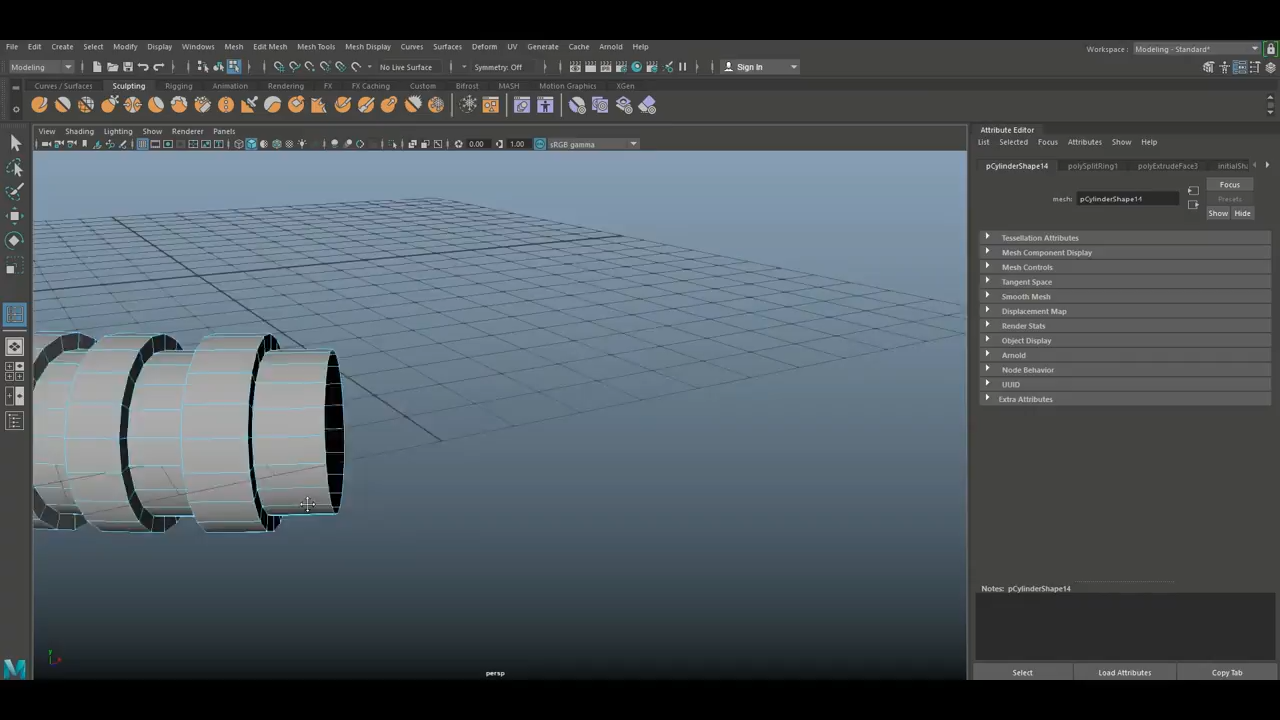 File Edit Create Select Modify Display Windows Mesh Edit Mesh Mesh Tools Mesh Display Curves Surfaces Deform UV Generate Cache Arnold Help
Workspace : Modeling - Standard*
Modeling No Live Surface Symmetry: Off Sign In
Curves / Surfaces Sculpting Rigging Animation Rendering FX FX Caching Custom Bifrost MASH Motion Graphics XGen
View Shading Lighting Show Renderer Panels
0.00 1.00 sRGB gamma
Attribute Editor
List Selected Focus Attributes Show Help
pCylinderShape14 polySplitRing1 polyExtrudeFace3 initialSh
Focus
mesh: pCylinderShape14 Presets
Show Hide
Tessellation Attributes
Mesh Component Display
Mesh Controls
Tangent Space
Smooth Mesh
Displacement Map
Render Stats
Object Display
Arnold
Node Behavior
UUID
Extra Attributes
Notes: pCylinderShape14
persp
Select Load Attributes Copy Tab